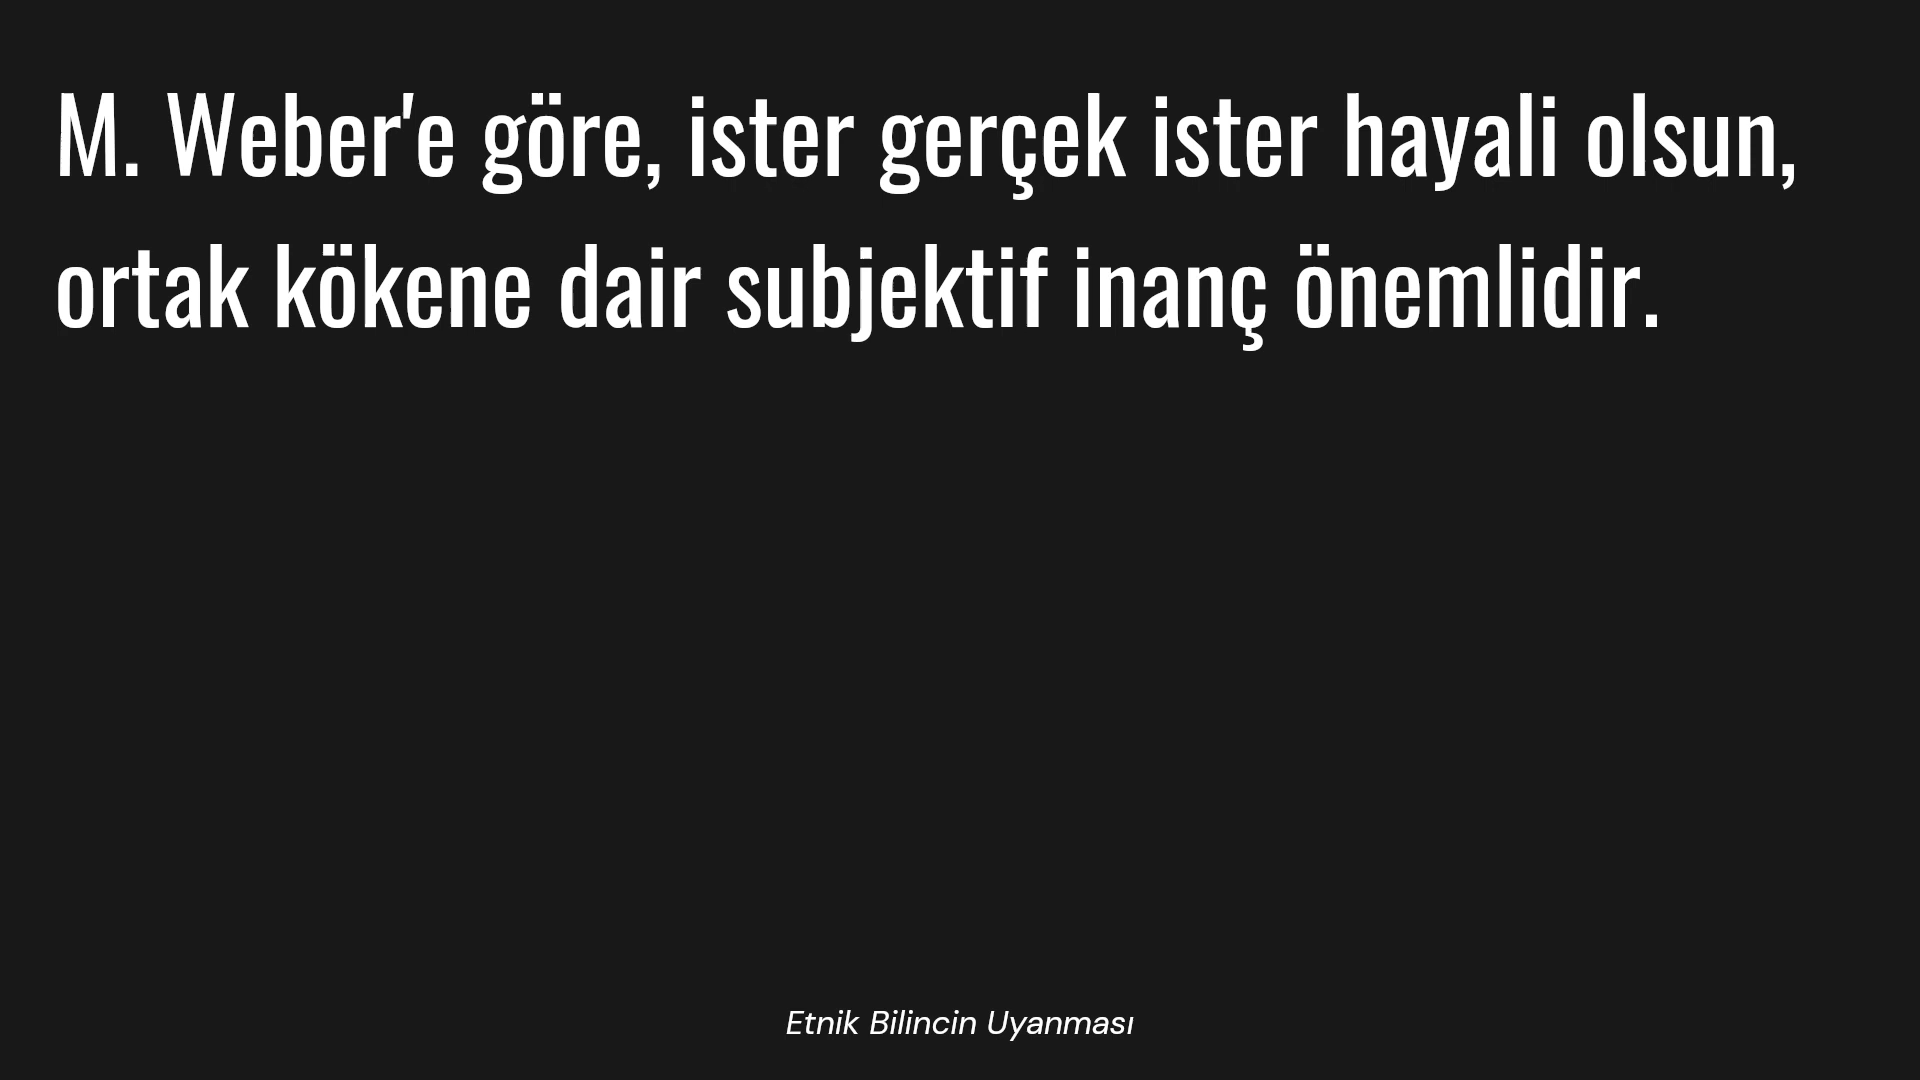 M. Weber'e göre, ister gerçek ister hayali olsun,
ortak kökene dair subjektif inanç önemlidir.
Etnik Bilincin Uyanması